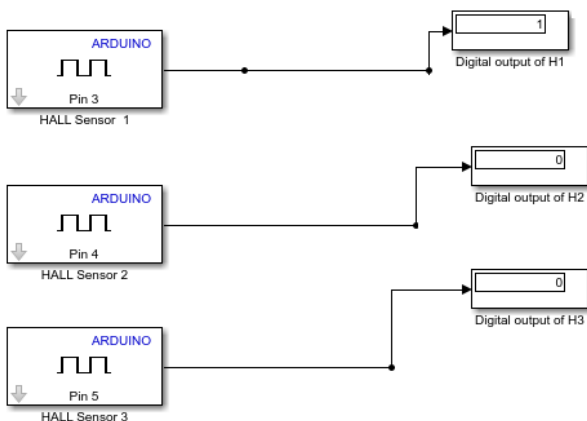 ARDUINO
Pin 3
HALL Sensor 1
1
Digital output of H1
ARDUINO
Pin 4
HALL Sensor 2
0
Digital output of H2
ARDUINO
Pin 5
HALL Sensor 3
0
Digital output of H3